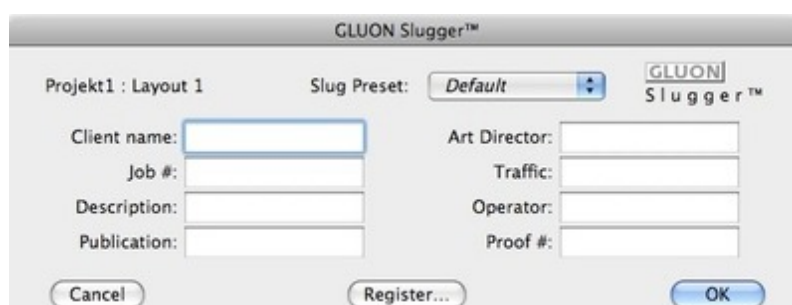 GLUON Slugger™
Projekt1 : Layout 1 Slug Preset: Default GLUON Slugger™
Client name: Art Director:
Job #: Traffic:
Description: Operator:
Publication: Proof #:
Cancel Register... OK